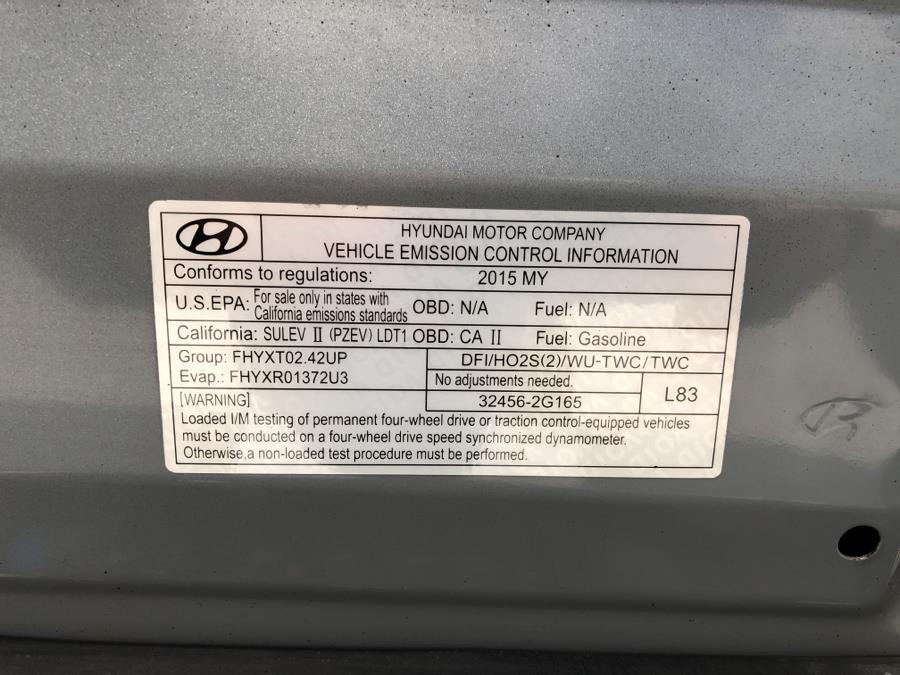 HYUNDAI MOTOR COMPANY
VEHICLE EMISSION CONTROL INFORMATION
Conforms to regulations: 2015 MY
U.S.EPA: For sale only in states with California emissions standards OBD: N/A Fuel: N/A
California: SULEV II (PZEV) LDT1 OBD: CA II Fuel: Gasoline
Group: FHYXT02.42UP
Evap.: FHYXR01372U3
DFI/HO2S(2)/WU-TWC/TWC
No adjustments needed.
32456-2G165
L83
[WARNING]
Loaded I/M testing of permanent four-wheel drive or traction control-equipped vehicles
must be conducted on a four-wheel drive speed synchronized dynamometer.
Otherwise,a non-loaded test procedure must be performed.